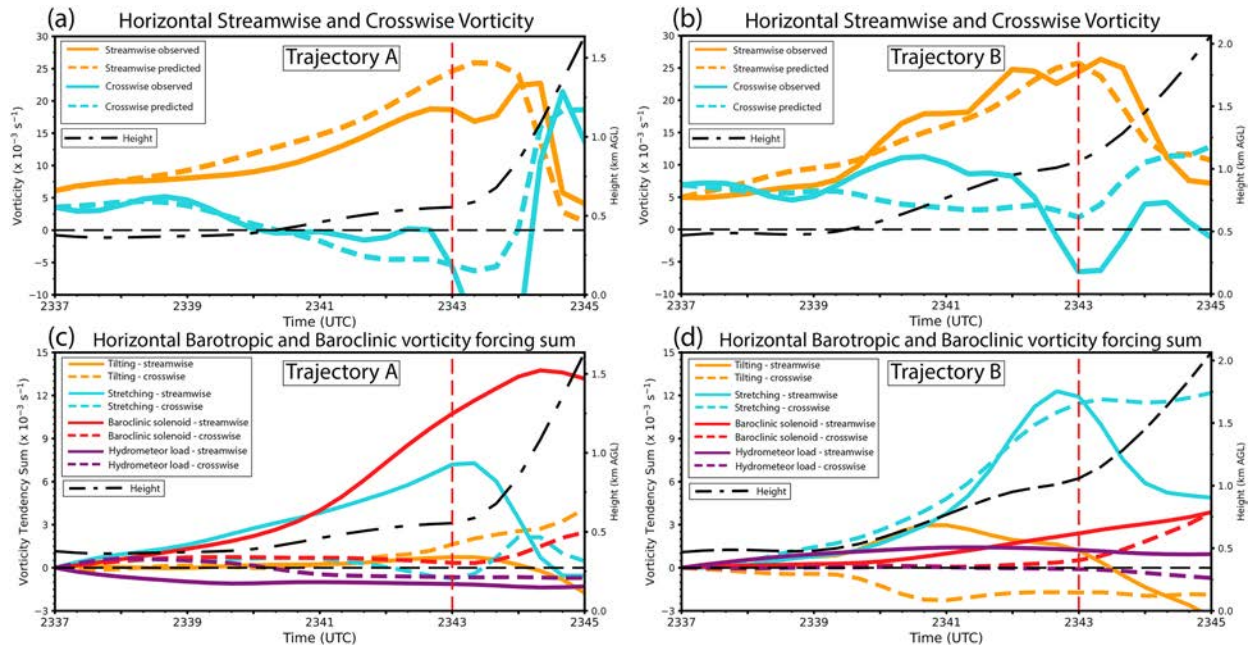 (a) Horizontal Streamwise and Crosswise Vorticity
30
25
20
15
10
5
0
−5
−10
Vorticity (x 10⁻³ s⁻¹)
Streamwise observed
Streamwise predicted
Crosswise observed
Crosswise predicted
Height
Trajectory A
1.5
1.0
0.5
0.0
Height (km AGL)
2337 2339 2341 2343 2345
Time (UTC)
(b) Horizontal Streamwise and Crosswise Vorticity
30
25
20
15
10
5
0
−5
−10
Vorticity (x 10⁻³ s⁻¹)
Streamwise observed
Streamwise predicted
Crosswise observed
Crosswise predicted
Height
Trajectory B
2.0
1.5
1.0
0.5
0.0
Height (km AGL)
2337 2339 2341 2343 2345
Time (UTC)
(c) Horizontal Barotropic and Baroclinic vorticity forcing sum
15
12
9
6
3
0
−3
Vorticity Tendency Sum (x 10⁻³ s⁻¹)
Tilting - streamwise
Tilting - crosswise
Stretching - streamwise
Stretching - crosswise
Baroclinic solenoid - streamwise
Baroclinic solenoid - crosswise
Hydrometeor load - streamwise
Hydrometeor load - crosswise
Height
Trajectory A
1.5
1.0
0.5
0.0
Height (km AGL)
2337 2339 2341 2343 2345
Time (UTC)
(d) Horizontal Barotropic and Baroclinic vorticity forcing sum
15
12
9
6
3
0
−3
Vorticity Tendency Sum (x 10⁻³ s⁻¹)
Tilting - streamwise
Tilting - crosswise
Stretching - streamwise
Stretching - crosswise
Baroclinic solenoid - streamwise
Baroclinic solenoid - crosswise
Hydrometeor load - streamwise
Hydrometeor load - crosswise
Height
Trajectory B
2.0
1.5
1.0
0.5
0.0
Height (km AGL)
2337 2339 2341 2343 2345
Time (UTC)